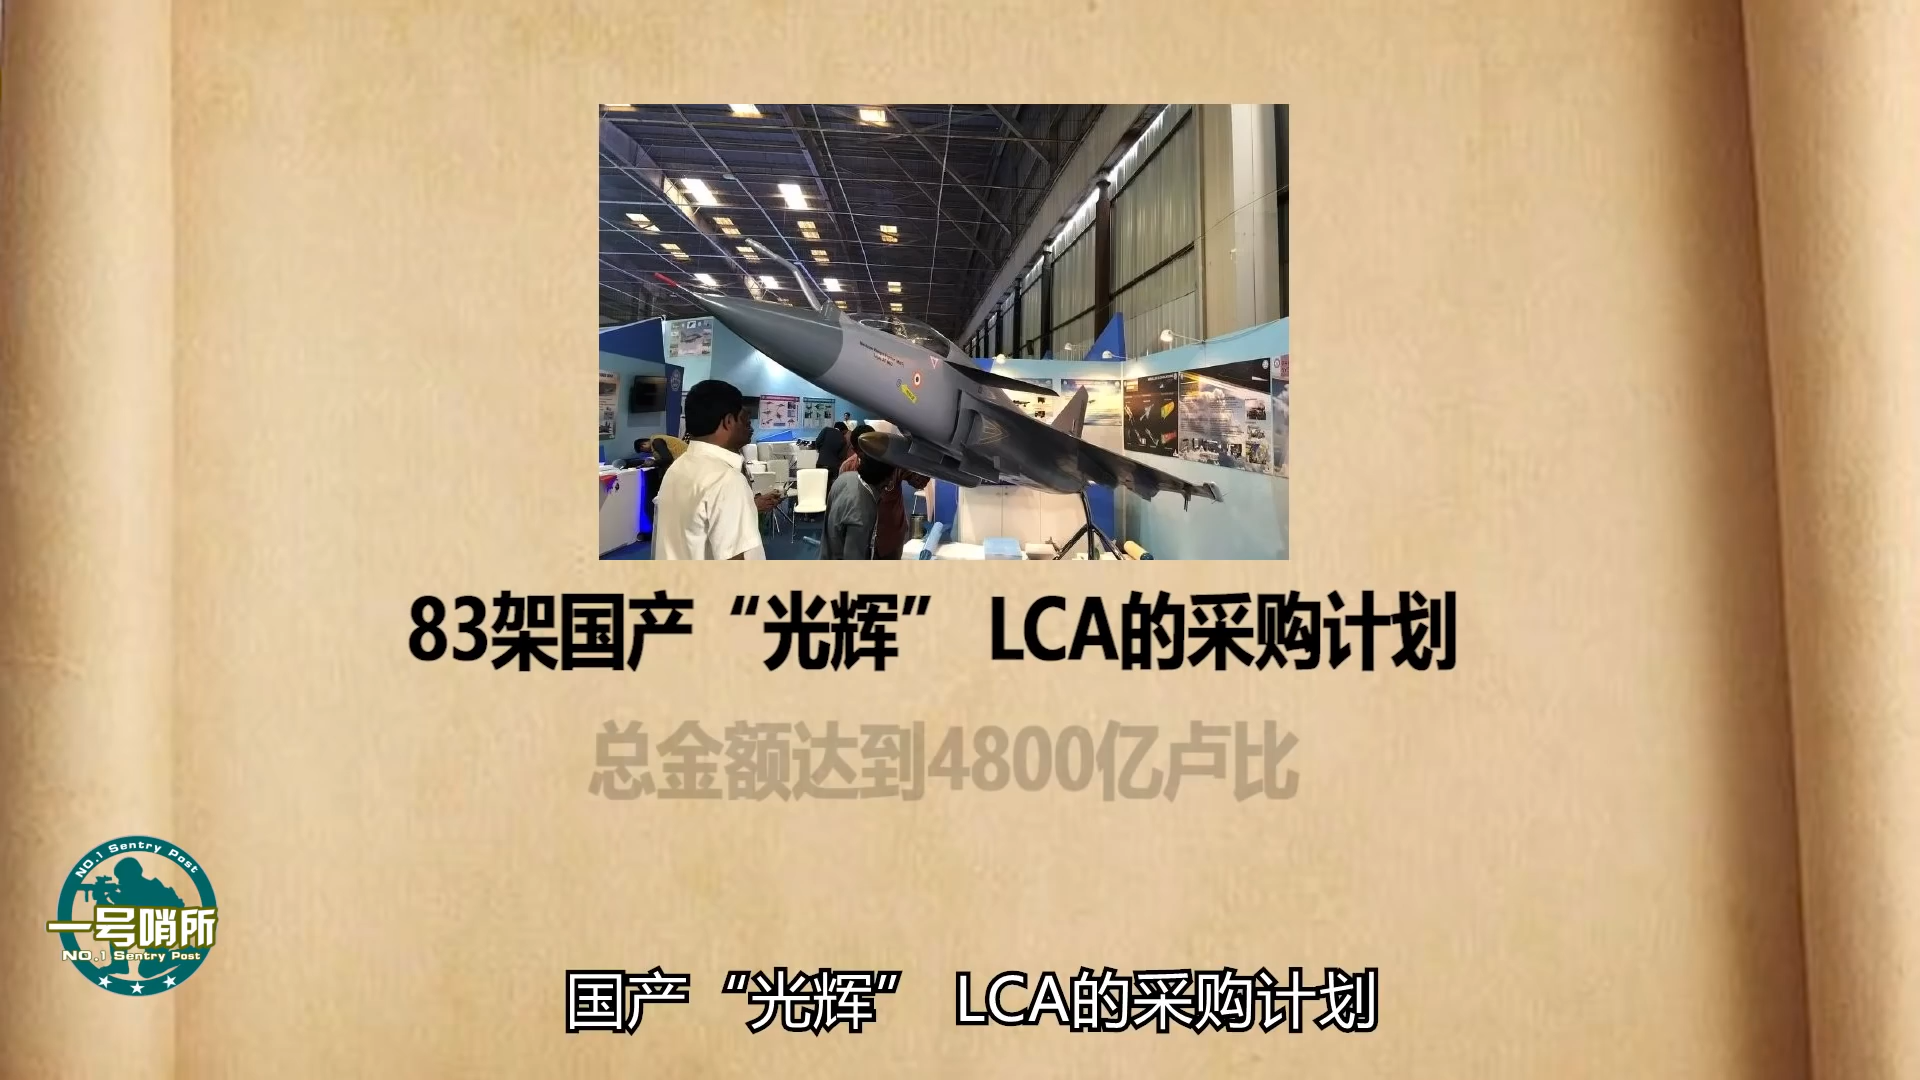 83架国产“光辉” LCA的采购计划
总金额达到4800亿卢比
NO.1 Sentry Post
一号哨所
NO.1 Sentry Post
国产“光辉” LCA的采购计划